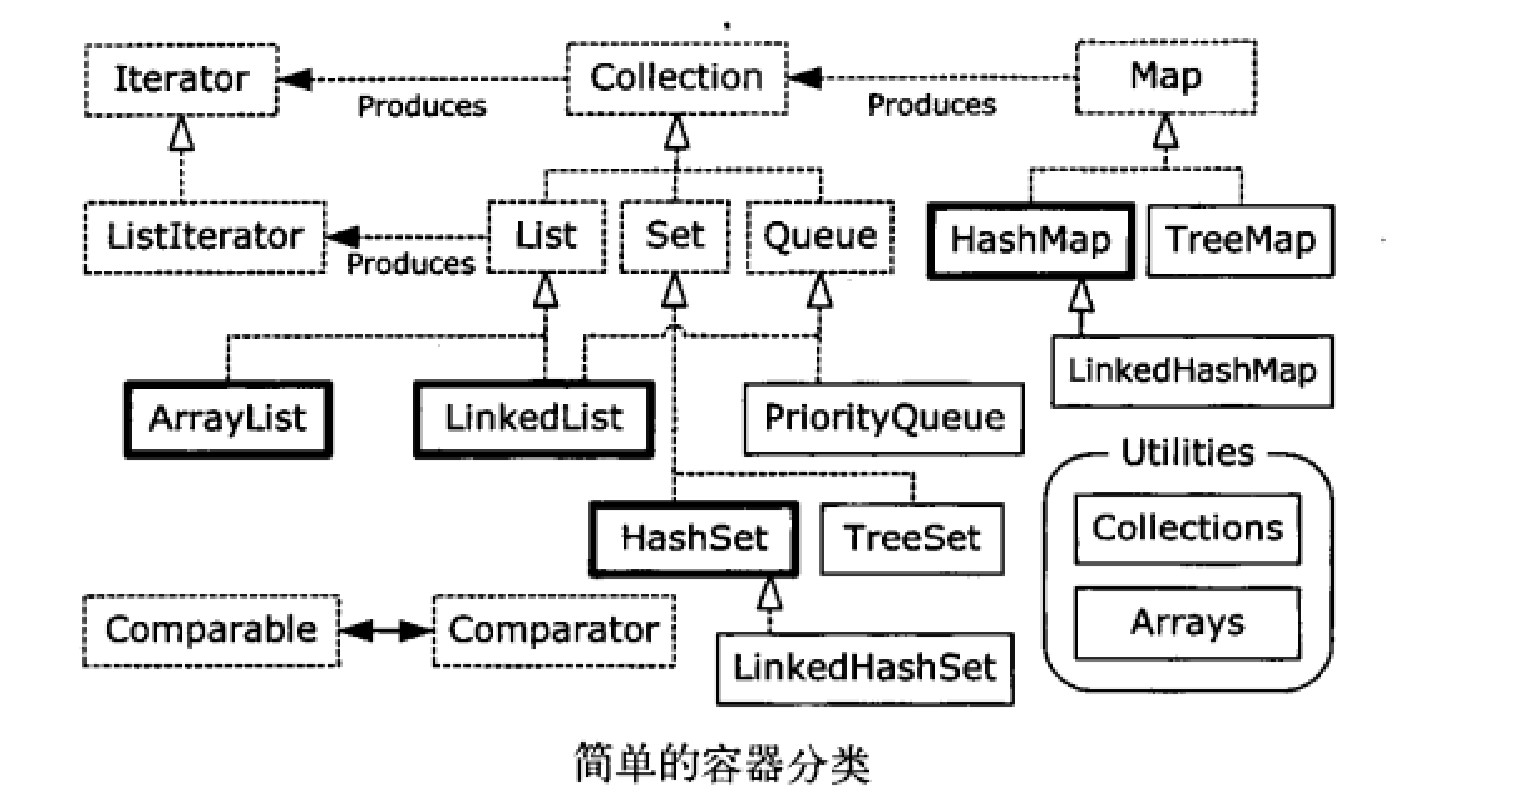 Iterator
Produces
Collection
Produces
Map
ListIterator
Produces
List
Set
Queue
HashMap
TreeMap
ArrayList
LinkedList
PriorityQueue
LinkedHashMap
Utilities
Collections
Arrays
HashSet
TreeSet
Comparable
Comparator
LinkedHashSet
简单的容器分类